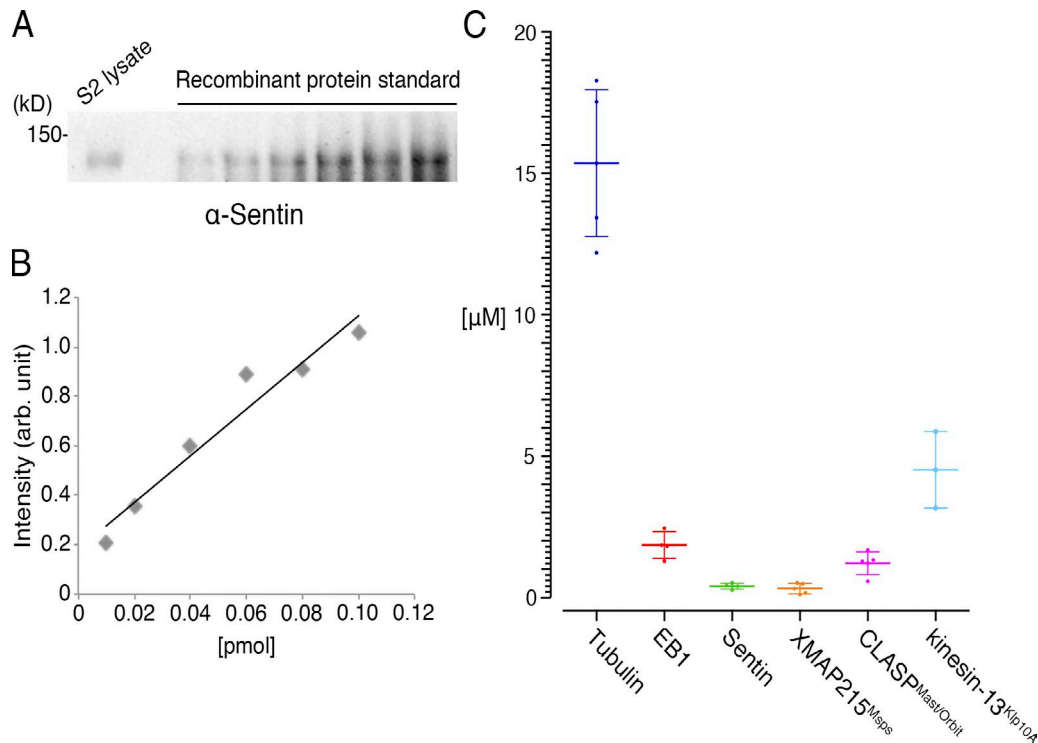 A
S2 lysate
Recombinant protein standard
(kD)
150-
α-Sentin
B
Intensity (arb. unit)
1.2
1.0
0.8
0.6
0.4
0.2
0
0 0.02 0.04 0.06 0.08 0.10 0.12
[pmol]
C
[µM]
20
15
10
5
0
Tubulin
EB1
Sentin
XMAP215Msps
CLASPMast/Orbit
kinesin-13Klp10A